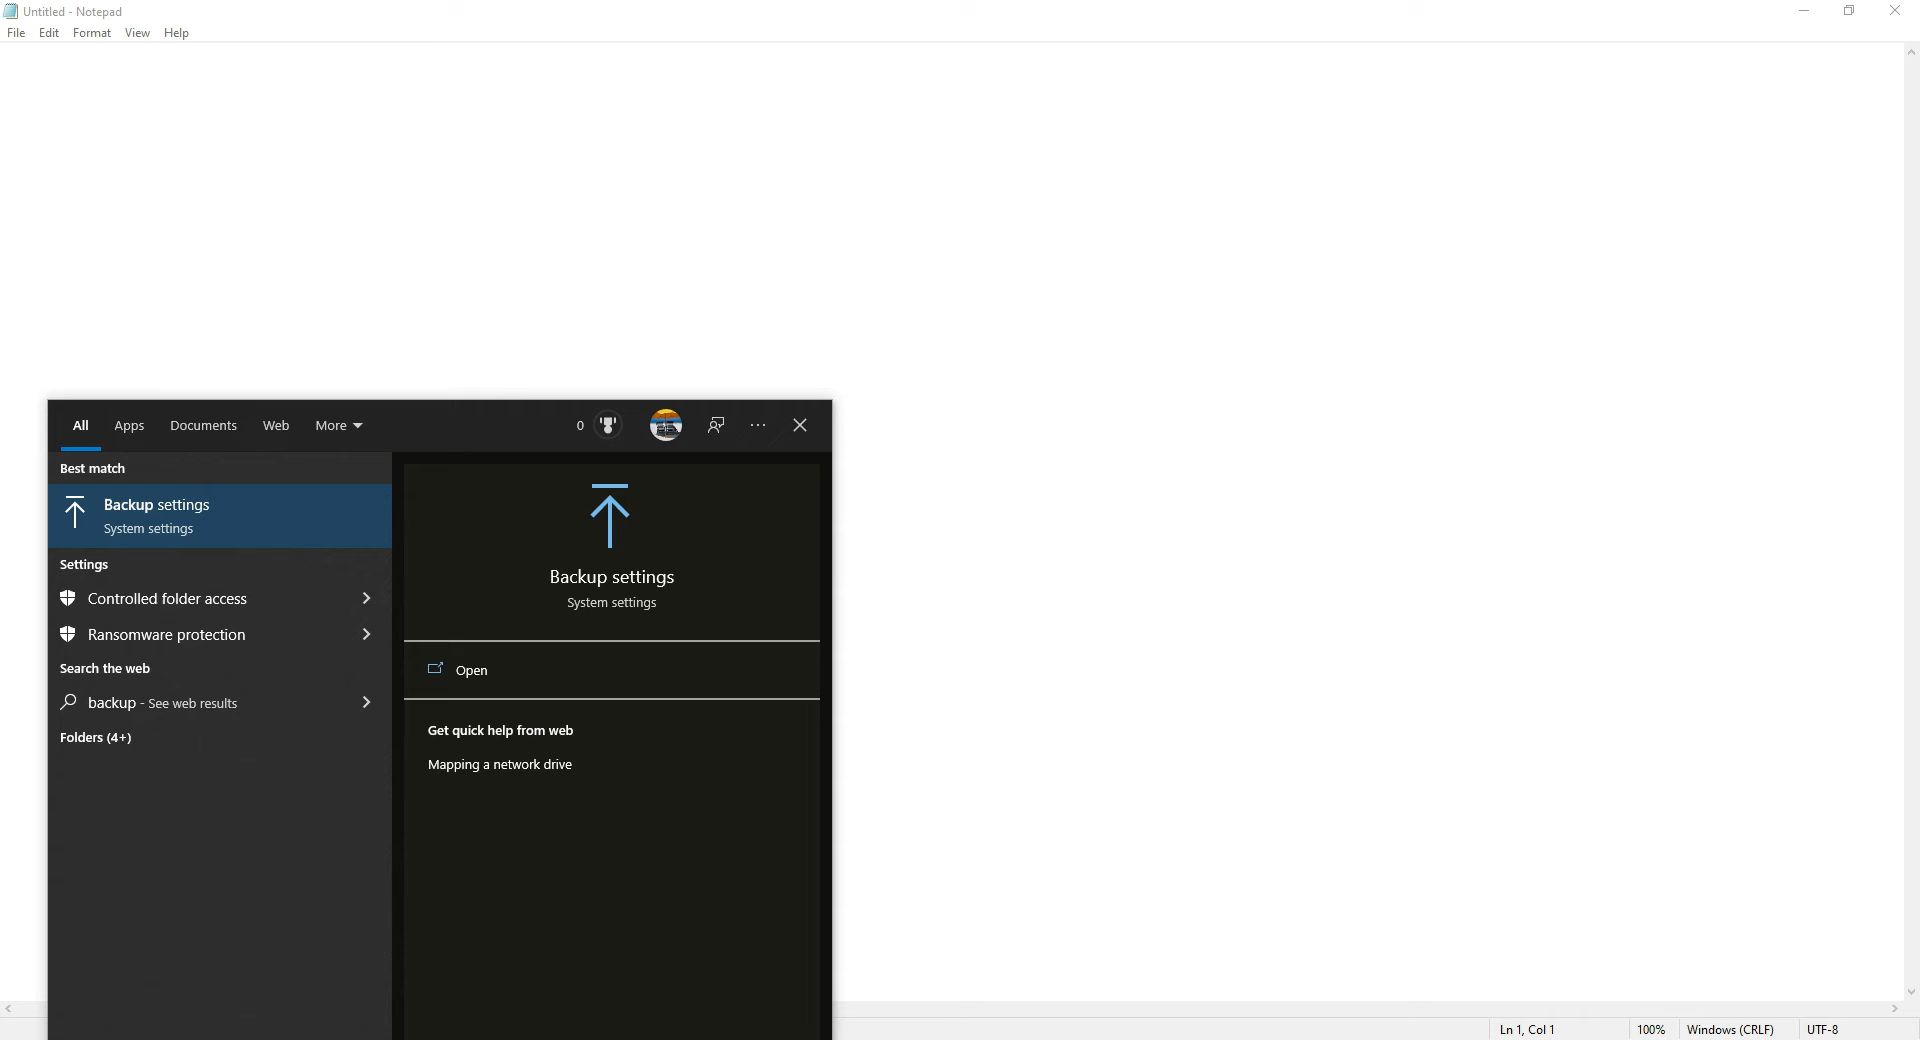 Untitled - Notepad
File Edit Format View Help
All Apps Documents Web More 0
Best match
Backup settings
System settings
Settings
Controlled folder access
Ransomware protection
Search the web
backup - See web results
Folders (4+)
Backup settings
System settings
Open
Get quick help from web
Mapping a network drive
Ln 1, Col 1 100% Windows (CRLF) UTF-8